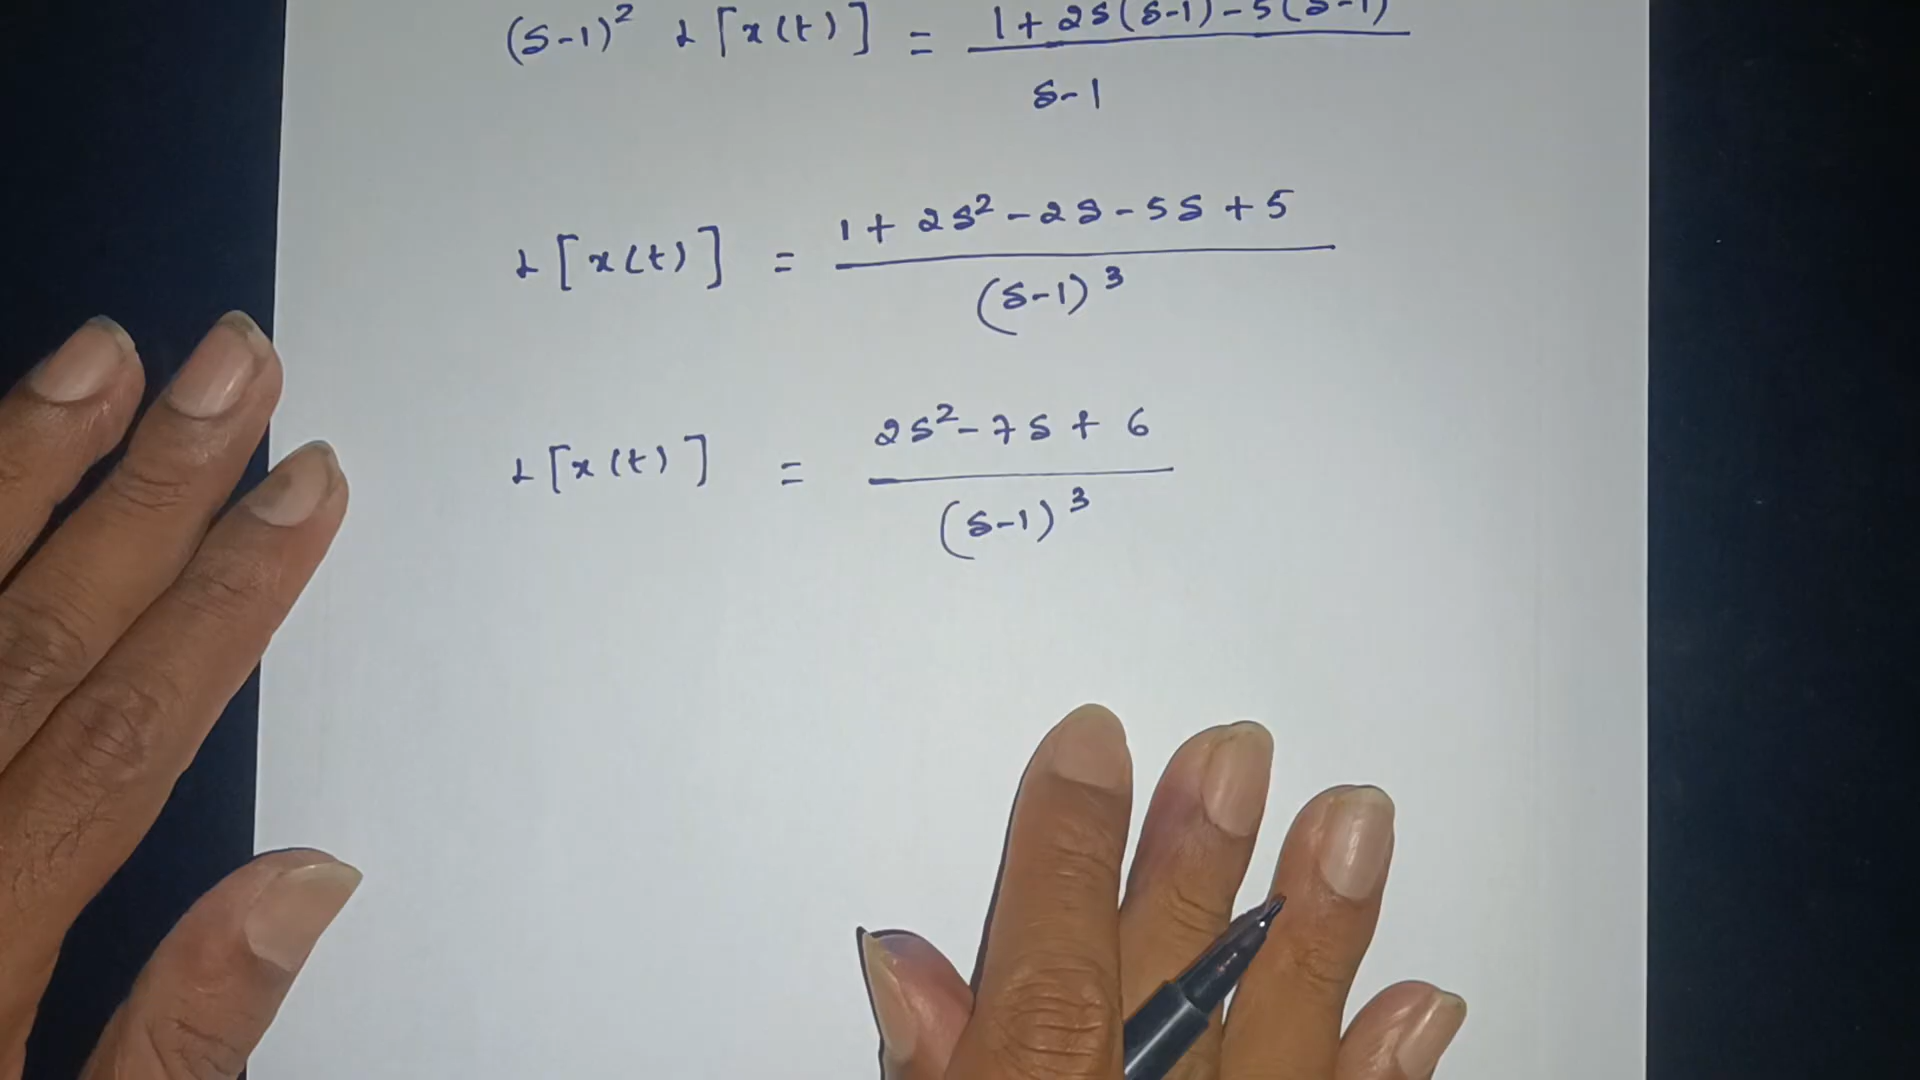 (s-1)² L[x(t)] = 1+2s(s-1)-5(s-1) / s-1
L[x(t)] = 1+2s²-2s-5s+5 / (s-1)³
L[x(t)] = 2s²-7s+6 / (s-1)³